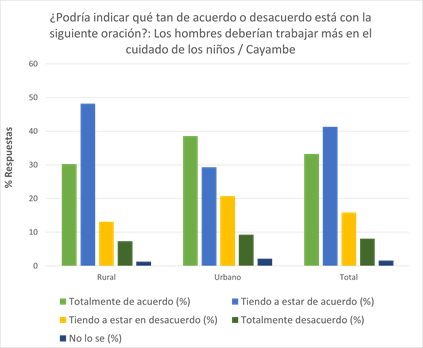 ¿Podría indicar qué tan de acuerdo o desacuerdo está con la
siguiente oración?: Los hombres deberían trabajar más en el
cuidado de los niños / Cayambe
% Respuestas
60
50
40
30
20
10
0
Rural Urbano Total
Totalmente de acuerdo (%) Tiendo a estar de acuerdo (%)
Tiendo a estar en desacuerdo (%) Totalmente desacuerdo (%)
No lo se (%)